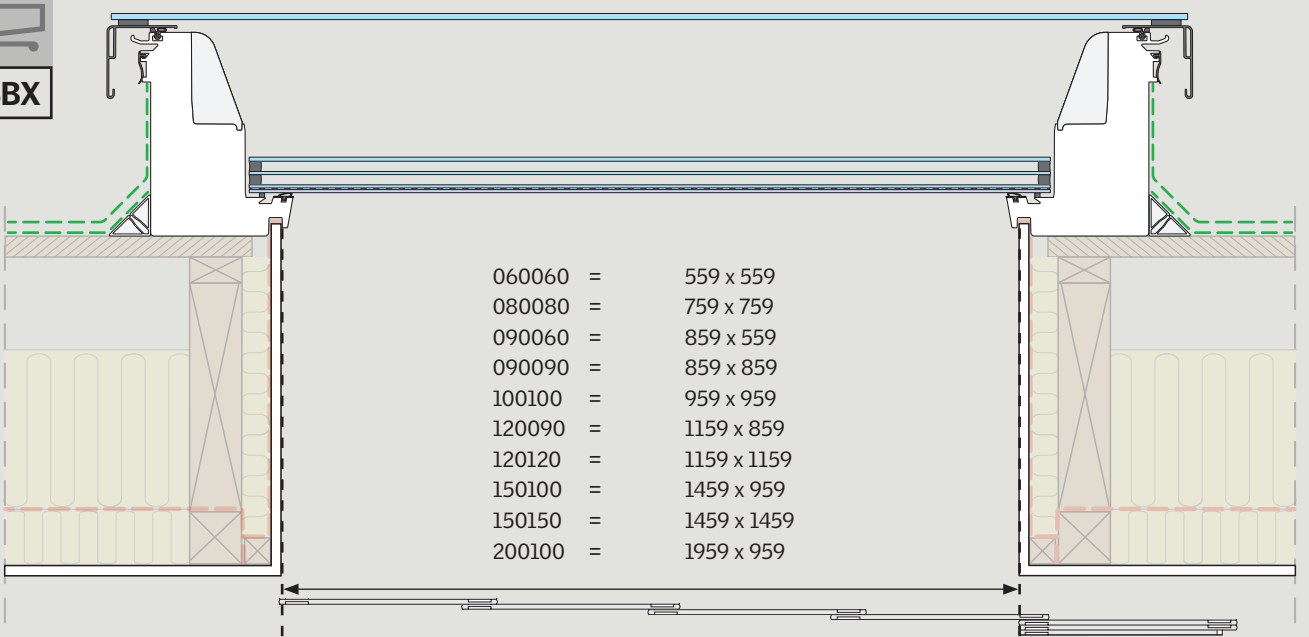 BX
060060 = 559 x 559
080080 = 759 x 759
090060 = 859 x 559
090090 = 859 x 859
100100 = 959 x 959
120090 = 1159 x 859
120120 = 1159 x 1159
150100 = 1459 x 959
150150 = 1459 x 1459
200100 = 1959 x 959